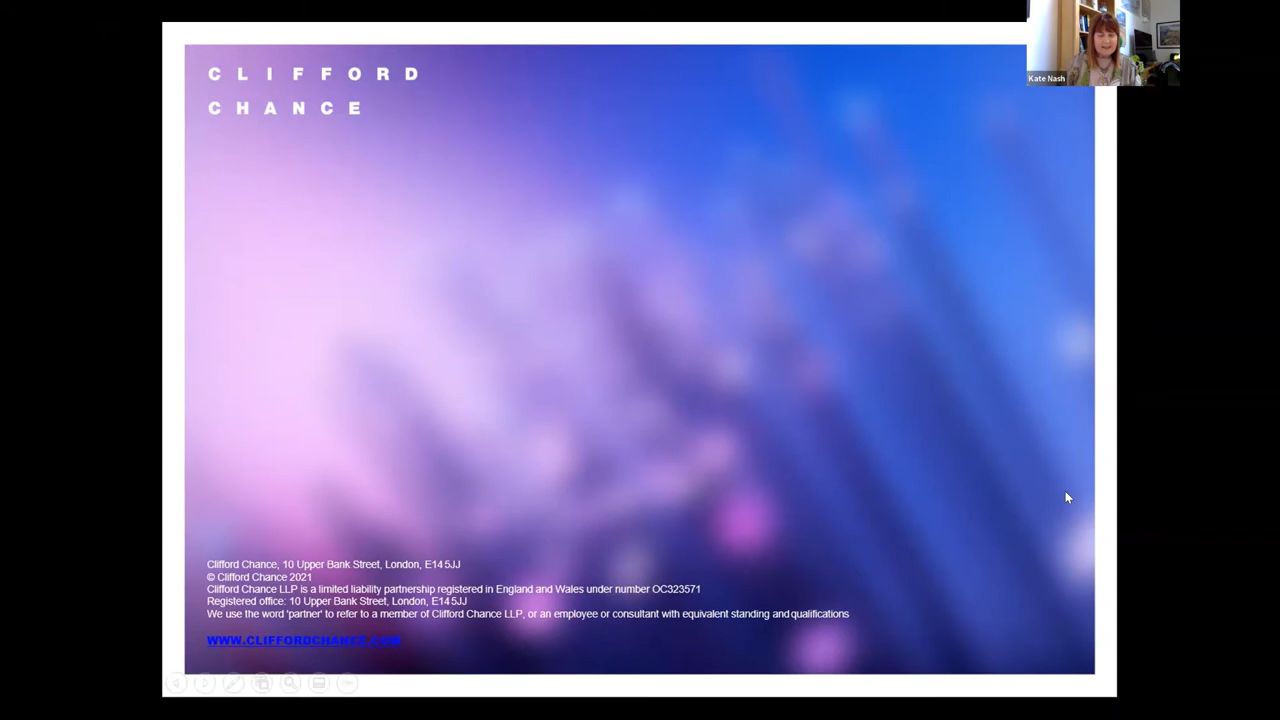 CLIFFORD
CHANCE
Kate Nash
Clifford Chance, 10 Upper Bank Street, London, E14 5JJ
© Clifford Chance 2021
Clifford Chance LLP is a limited liability partnership registered in England and Wales under number OC323571
Registered office: 10 Upper Bank Street, London, E14 5JJ
We use the word 'partner' to refer to a member of Clifford Chance LLP, or an employee or consultant with equivalent standing and qualifications
WWW.CLIFFORDCHANCE.COM